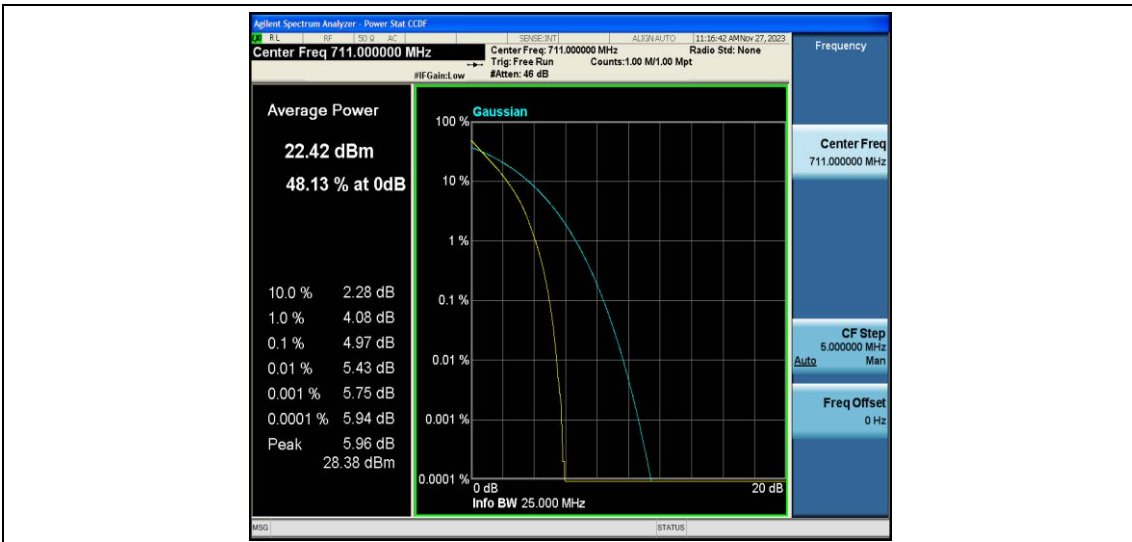 Agilent Spectrum Analyzer - Power Stat CCDF
LXI RL RF 50 Ω AC SENSE:INT ALIGNAUTO 11:16:42 AM Nov 27, 2023
Center Freq 711.000000 MHz
Center Freq: 711.000000 MHz Radio Std: None
Trig: Free Run Counts:1.00 M/1.00 Mpt
#IFGain:Low #Atten: 46 dB
Frequency
Average Power
22.42 dBm
48.13 % at 0dB
10.0 % 2.28 dB
1.0 % 4.08 dB
0.1 % 4.97 dB
0.01 % 5.43 dB
0.001 % 5.75 dB
0.0001 % 5.94 dB
Peak 5.96 dB
28.38 dBm
Gaussian
100 %
10 %
1 %
0.1 %
0.01 %
0.001 %
0.0001 %
0 dB 20 dB
Info BW 25.000 MHz
Center Freq
711.000000 MHz
CF Step
5.000000 MHz
Auto Man
Freq Offset
0 Hz
MSG STATUS